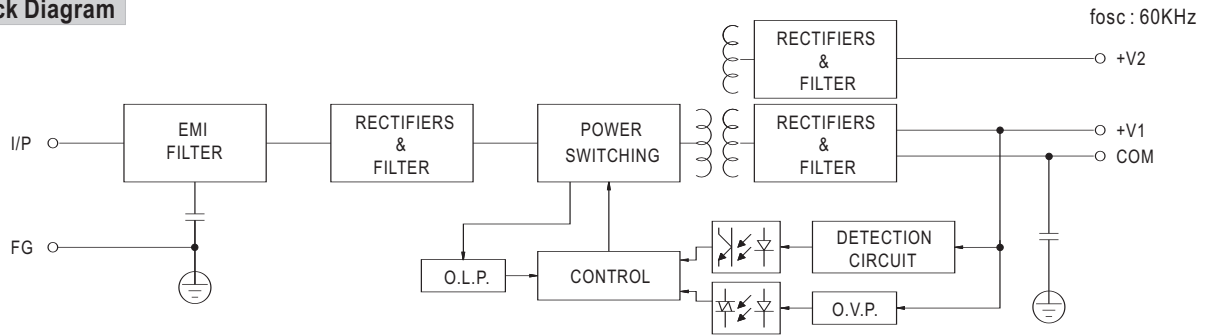 ck Diagram
fosc : 60KHz
RECTIFIERS
&
FILTER
+V2
I/P
EMI
FILTER
RECTIFIERS
&
FILTER
POWER
SWITCHING
RECTIFIERS
&
FILTER
+V1
COM
FG
O.L.P.
CONTROL
DETECTION
CIRCUIT
O.V.P.